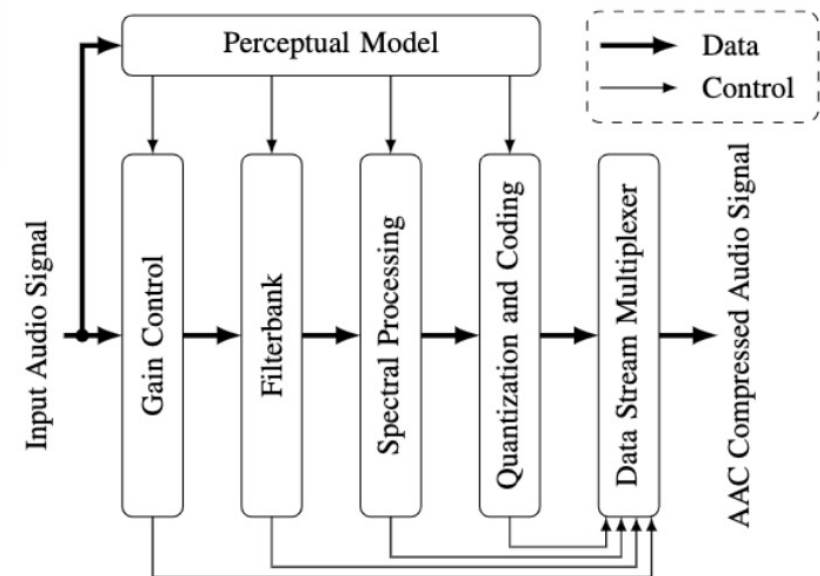 Perceptual Model
Data
Control
Input Audio Signal
Gain Control
Filterbank
Spectral Processing
Quantization and Coding
Data Stream Multiplexer
AAC Compressed Audio Signal